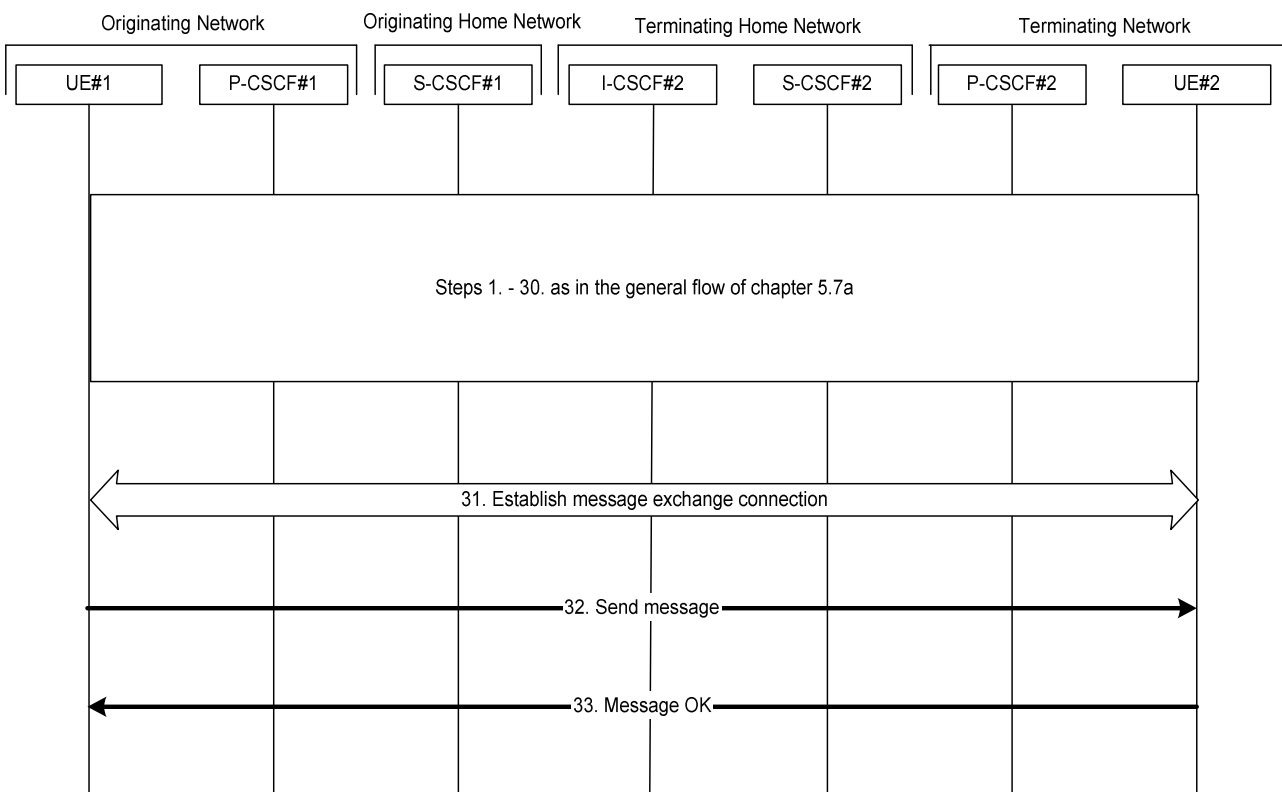 Originating Network
Originating Home Network
Terminating Home Network
Terminating Network
UE#1
P-CSCF#1
S-CSCF#1
I-CSCF#2
S-CSCF#2
P-CSCF#2
UE#2
Steps 1. - 30. as in the general flow of chapter 5.7a
31. Establish message exchange connection
32. Send message
33. Message OK